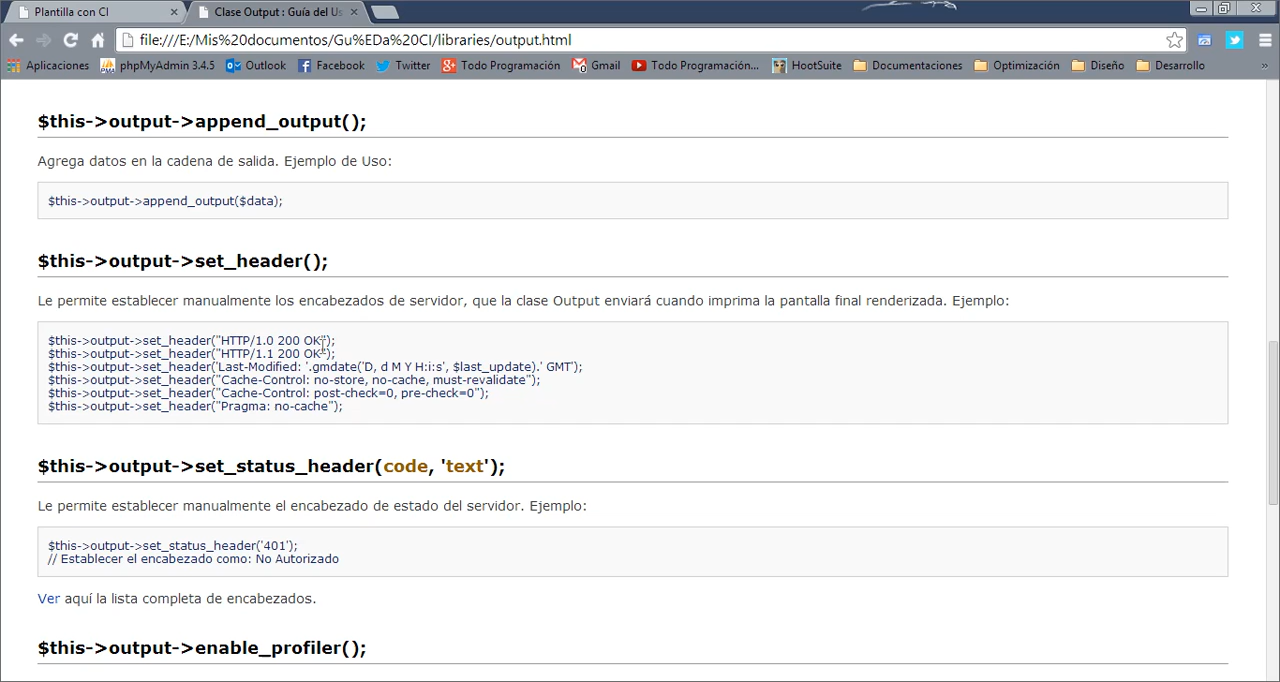 Plantilla con CI
Clase Output : Guía del Us
file:///E:/Mis%20documentos/Gu%EDa%20CI/libraries/output.html
Aplicaciones
phpMyAdmin 3.4.5
Outlook
Facebook
Twitter
Todo Programación
Gmail
Todo Programación...
HootSuite
Documentaciones
Optimización
Diseño
Desarrollo
»
$this->output->append_output();
Agrega datos en la cadena de salida. Ejemplo de Uso:
$this->output->append_output($data);
$this->output->set_header();
Le permite establecer manualmente los encabezados de servidor, que la clase Output enviará cuando imprima la pantalla final renderizada. Ejemplo:
$this->output->set_header("HTTP/1.0 200 OK");
$this->output->set_header("HTTP/1.1 200 OK");
$this->output->set_header('Last-Modified: '.gmdate('D, d M Y H:i:s', $last_update).' GMT');
$this->output->set_header("Cache-Control: no-store, no-cache, must-revalidate");
$this->output->set_header("Cache-Control: post-check=0, pre-check=0");
$this->output->set_header("Pragma: no-cache");
$this->output->set_status_header(code, 'text');
Le permite establecer manualmente el encabezado de estado del servidor. Ejemplo:
$this->output->set_status_header('401');
// Establecer el encabezado como: No Autorizado
Ver aquí la lista completa de encabezados.
$this->output->enable_profiler();